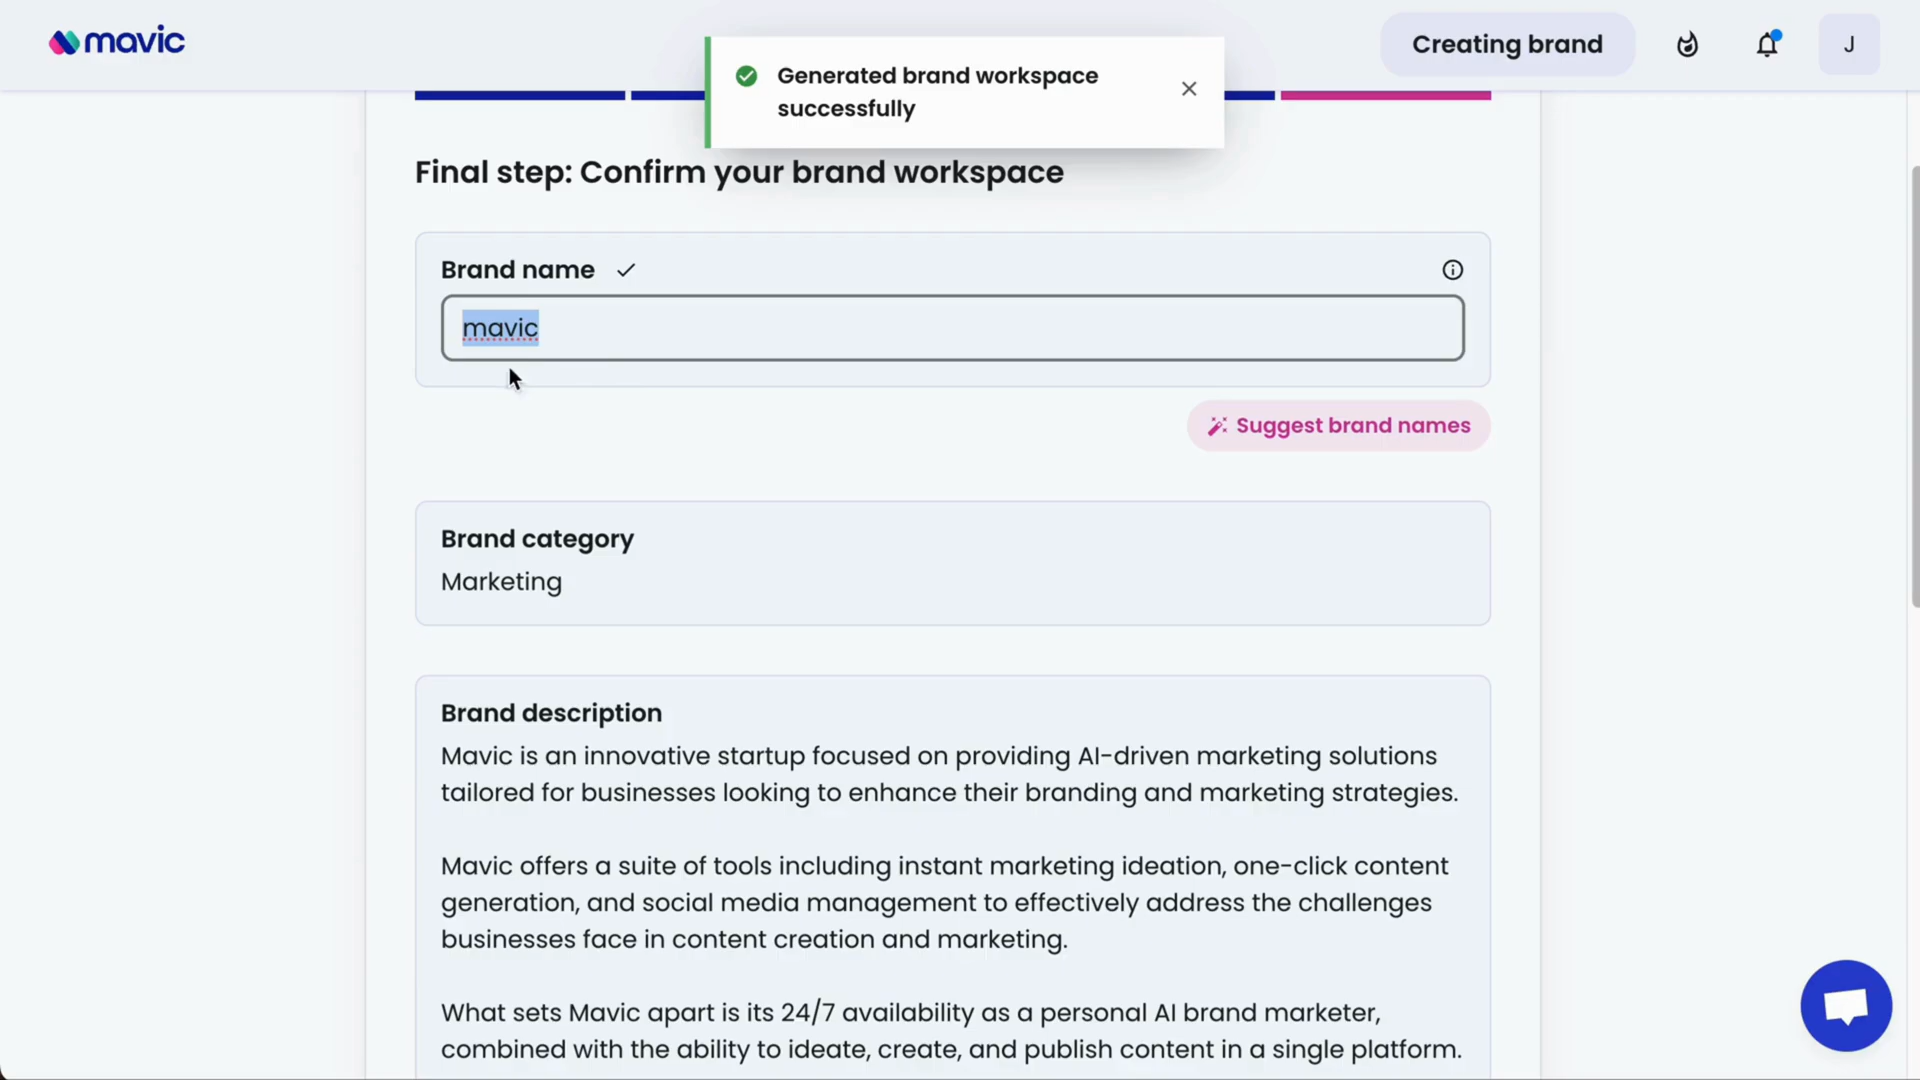 mavic
Creating brand
J
Generated brand workspace
successfully
Final step: Confirm your brand workspace
Brand name
mavic
Suggest brand names
Brand category
Marketing
Brand description
Mavic is an innovative startup focused on providing AI-driven marketing solutions
tailored for businesses looking to enhance their branding and marketing strategies.
Mavic offers a suite of tools including instant marketing ideation, one-click content
generation, and social media management to effectively address the challenges
businesses face in content creation and marketing.
What sets Mavic apart is its 24/7 availability as a personal AI brand marketer,
combined with the ability to ideate, create, and publish content in a single platform.